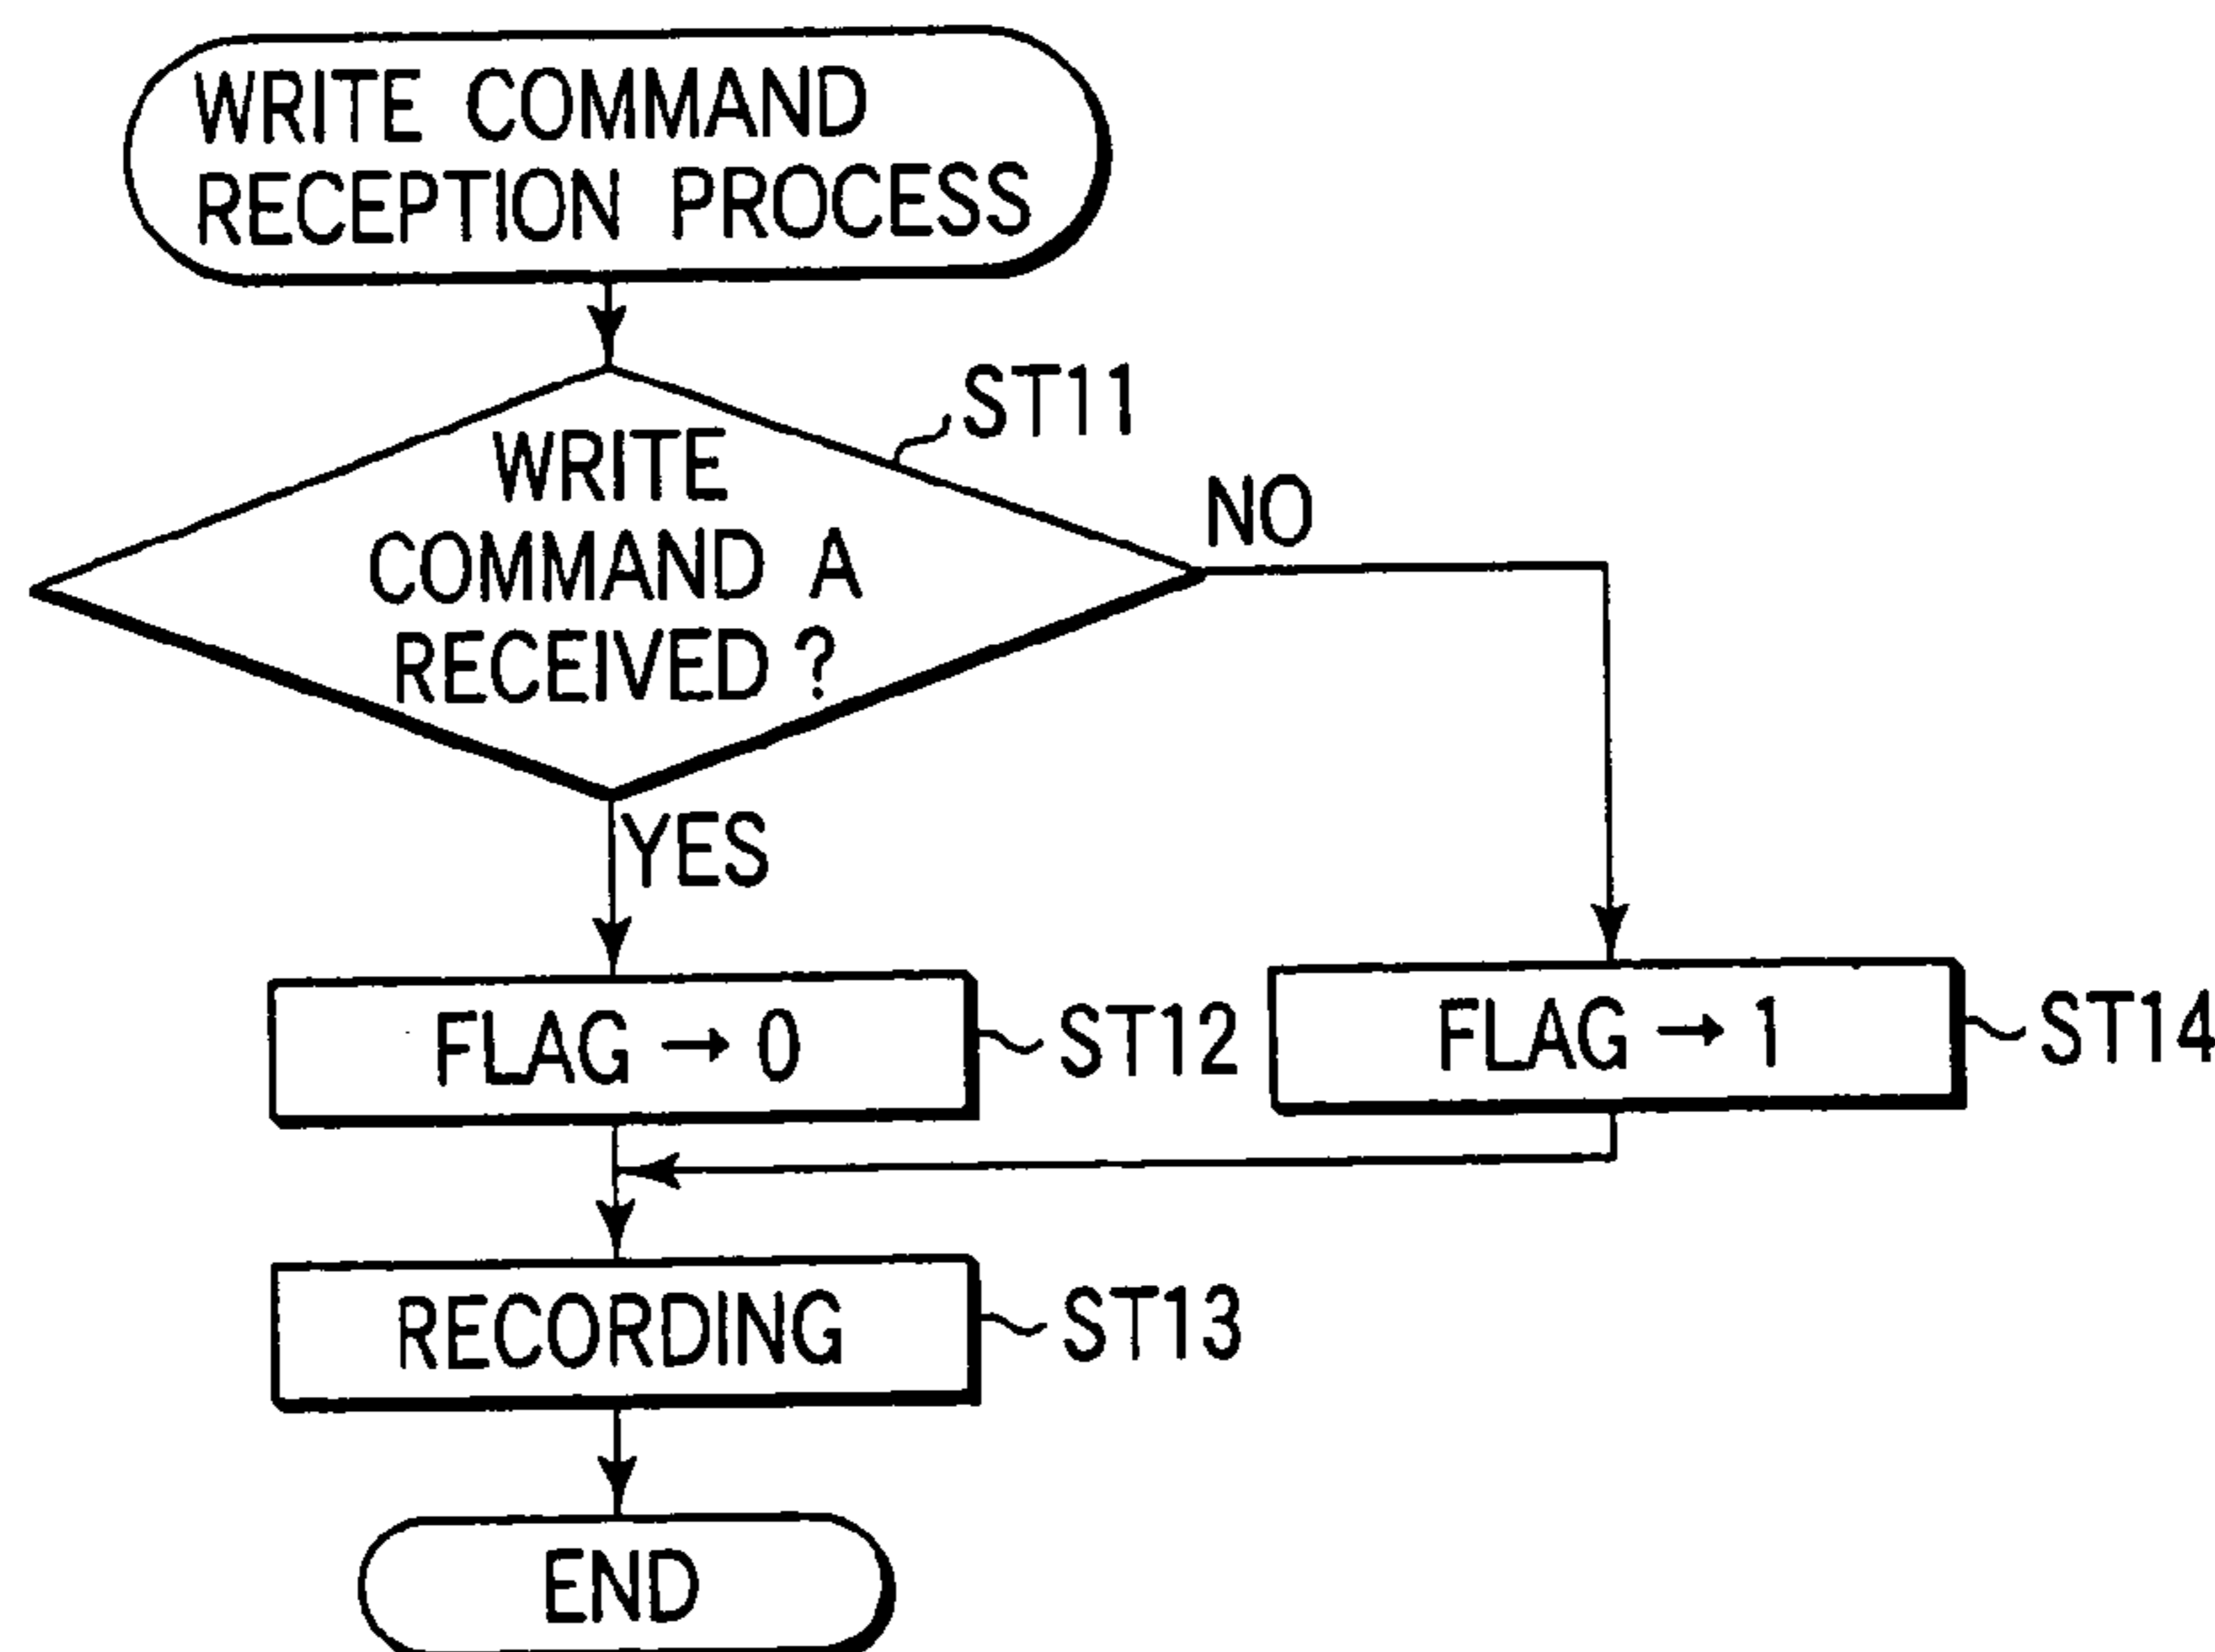 WRITE COMMAND
RECEPTION PROCESS
ST11
WRITE
COMMAND A
RECEIVED ?
NO
YES
FLAG → 0
ST12
FLAG → 1
ST14
RECORDING
ST13
END